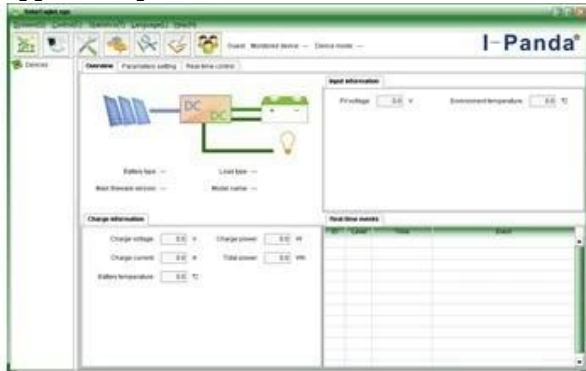 SolarEagleLogo
Guest Monitored device --- Device mode ---
I-Panda
Devices
Overview Parameters setting Real-time control
DC
DC
Battery type ---
Load type ---
Main firmware version ---
Model name ---
Input information
PV voltage 0.0 V
Environment temperature 0.0 ℃
Charge information
Charge voltage 0.0 V
Charge power 0.0 W
Charge current 0.0 A
Total power 0.0 Wh
Battery temperature 0.0 ℃
Real-time events
ID Level Time Event